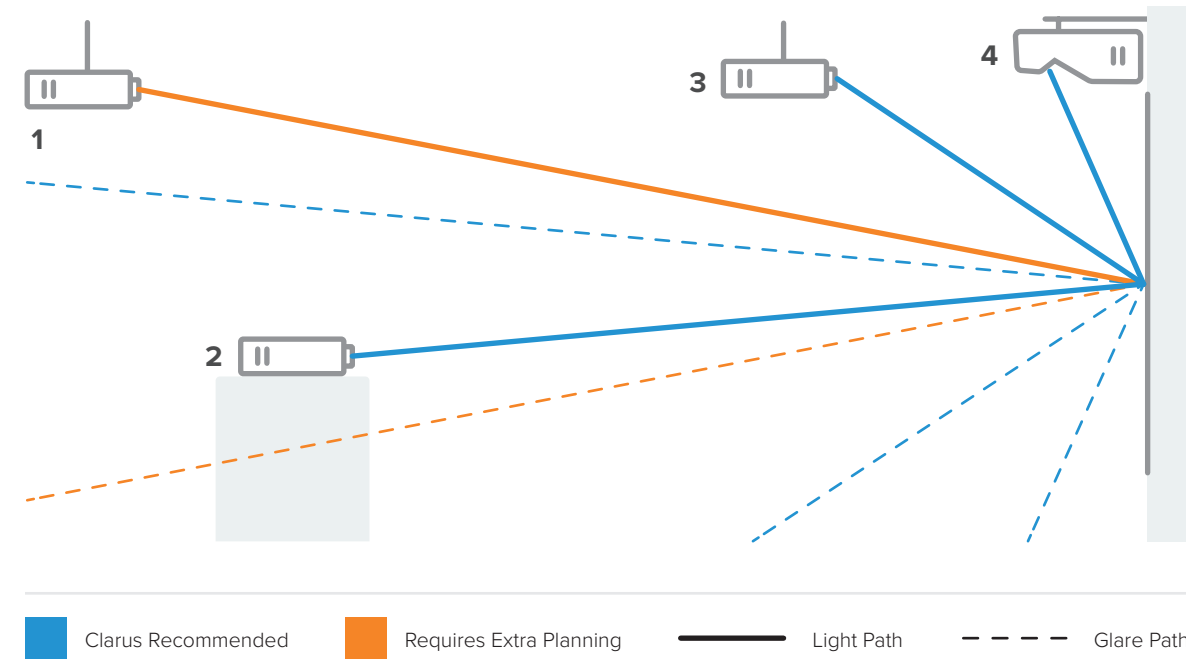 1
2
3
4
Clarus Recommended
Requires Extra Planning
Light Path
Glare Path